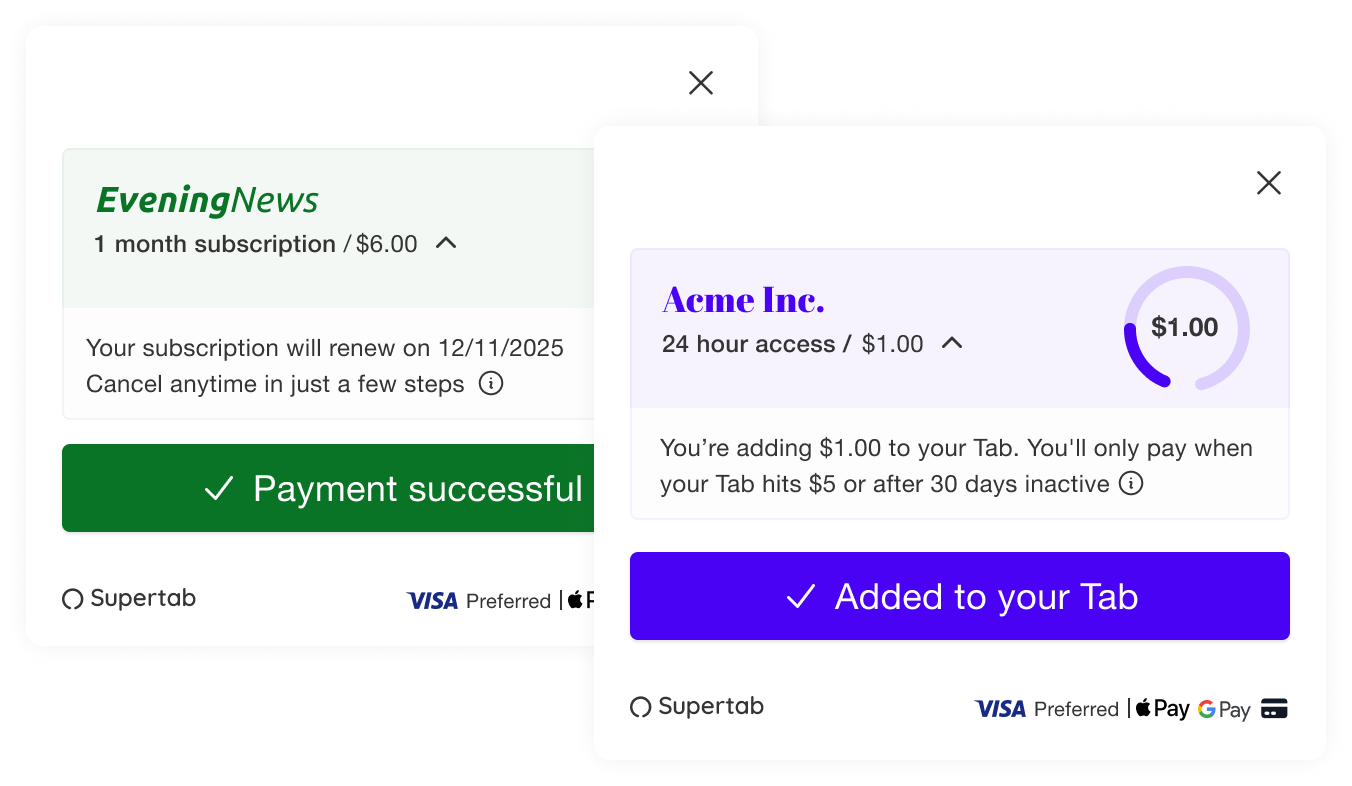 EveningNews
1 month subscription / $6.00
Your subscription will renew on 12/11/2025
Cancel anytime in just a few steps
Payment successful
Supertab
VISA Preferred |
Acme Inc.
24 hour access / $1.00
$1.00
You’re adding $1.00 to your Tab. You'll only pay when
your Tab hits $5 or after 30 days inactive
Added to your Tab
Supertab
VISA Preferred | Pay G Pay